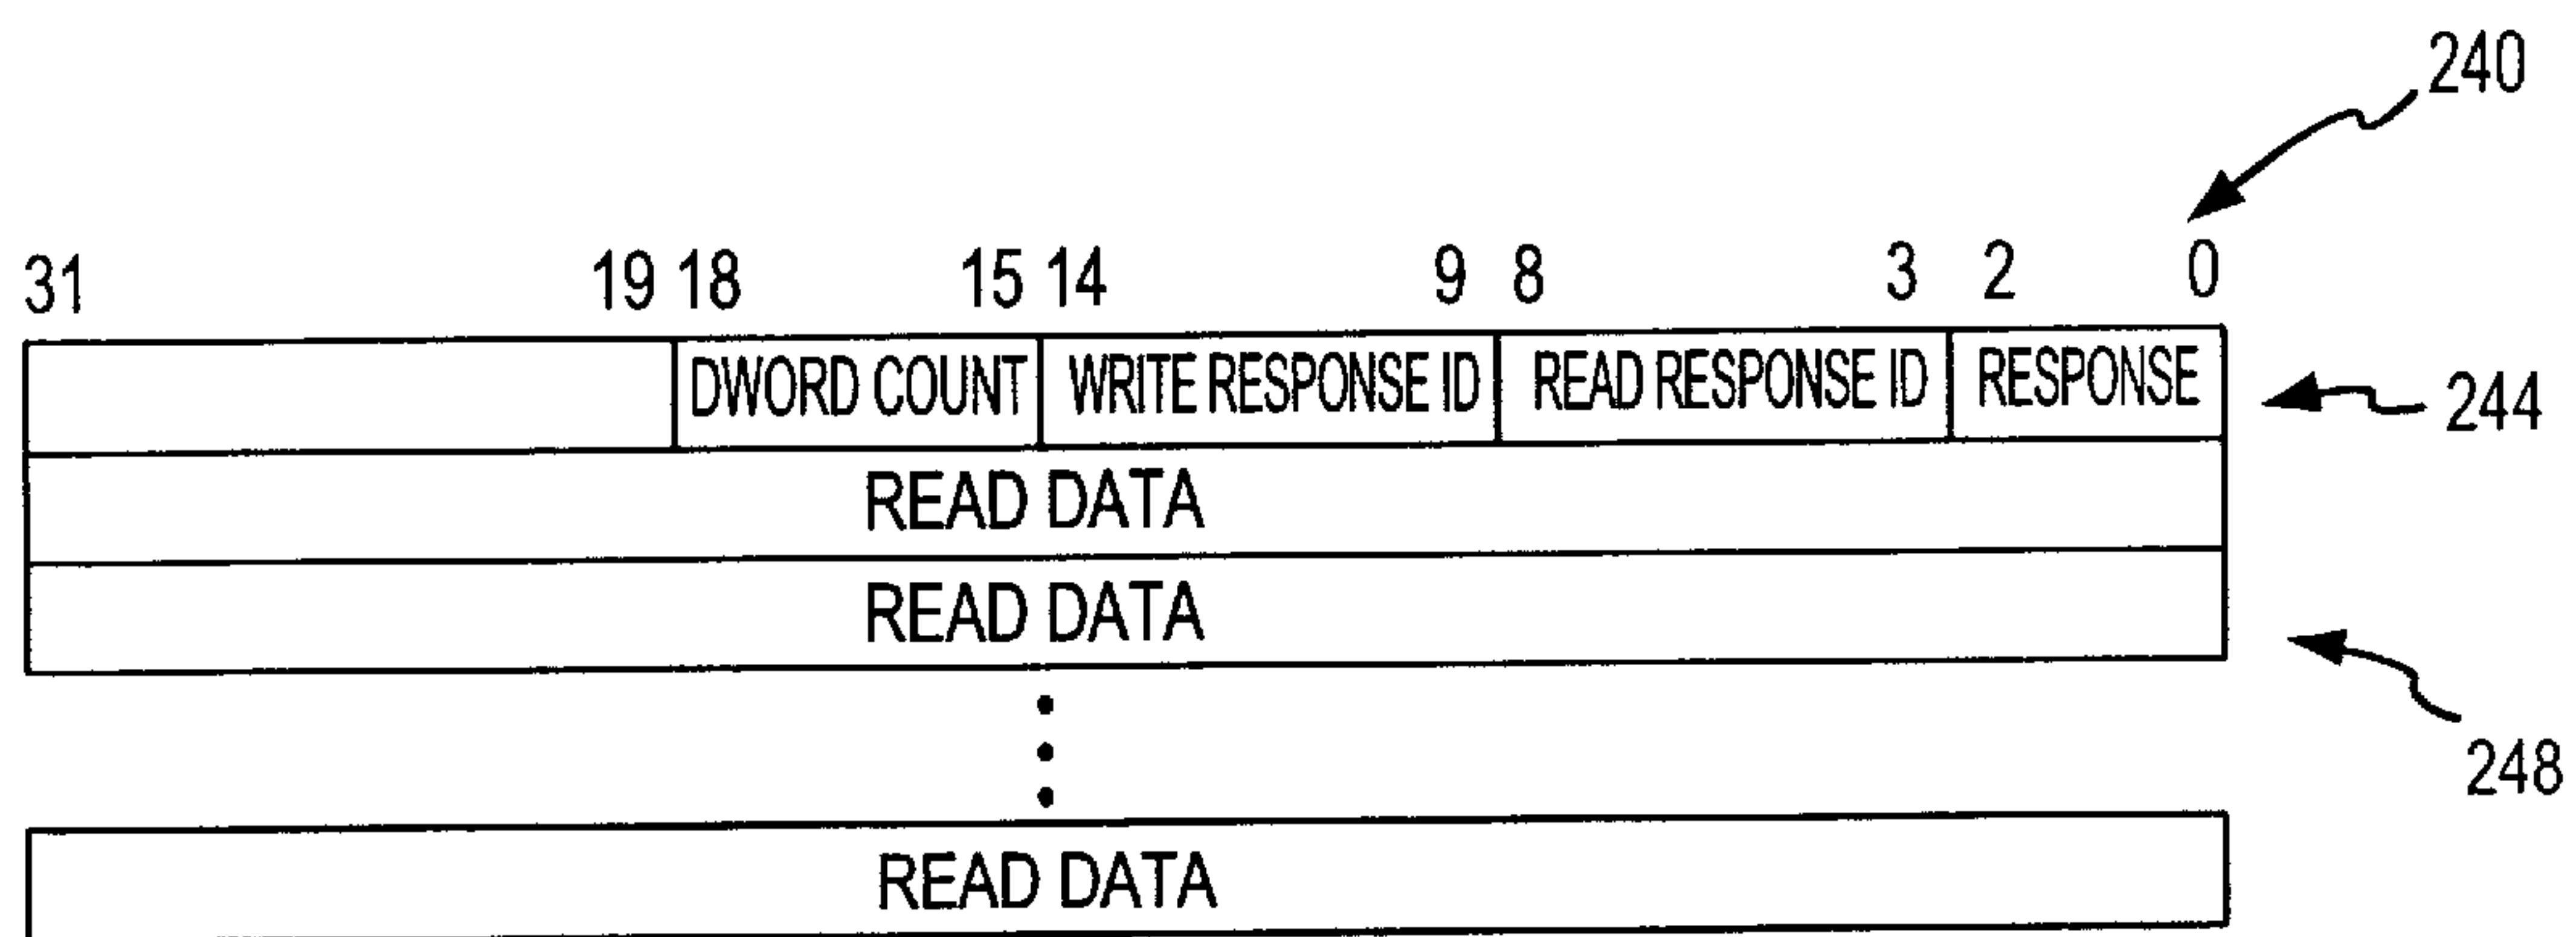 240
31 19 18 15 14 9 8 3 2 0
DWORD COUNT WRITE RESPONSE ID READ RESPONSE ID RESPONSE 244
READ DATA
READ DATA
248
READ DATA